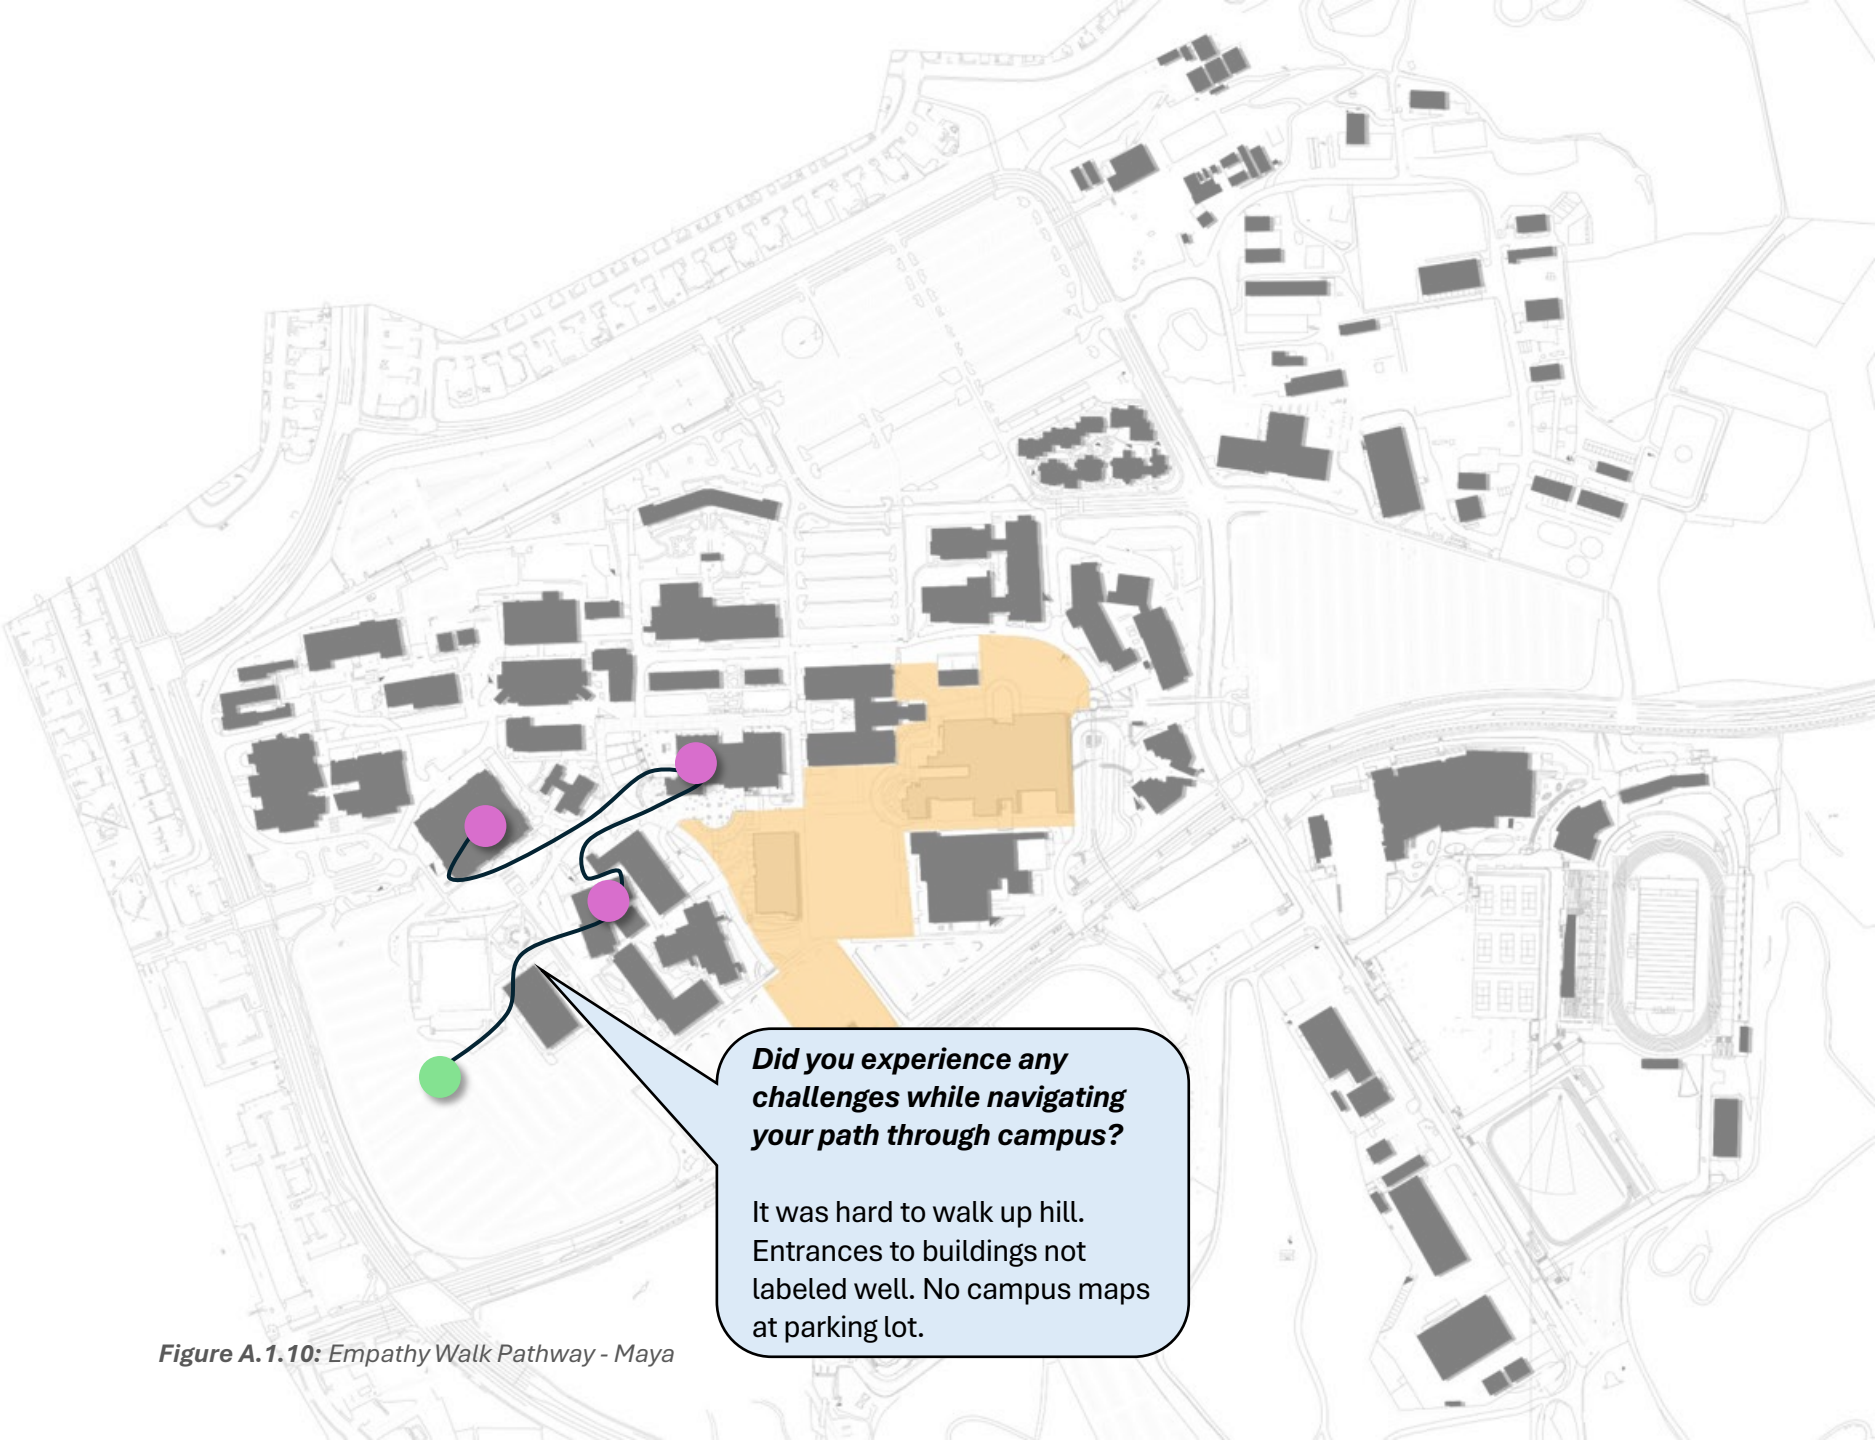 Did you experience any
challenges while navigating
your path through campus?
It was hard to walk up hill.
Entrances to buildings not
labeled well. No campus maps
at parking lot.
Figure A.1.10: Empathy Walk Pathway - Maya